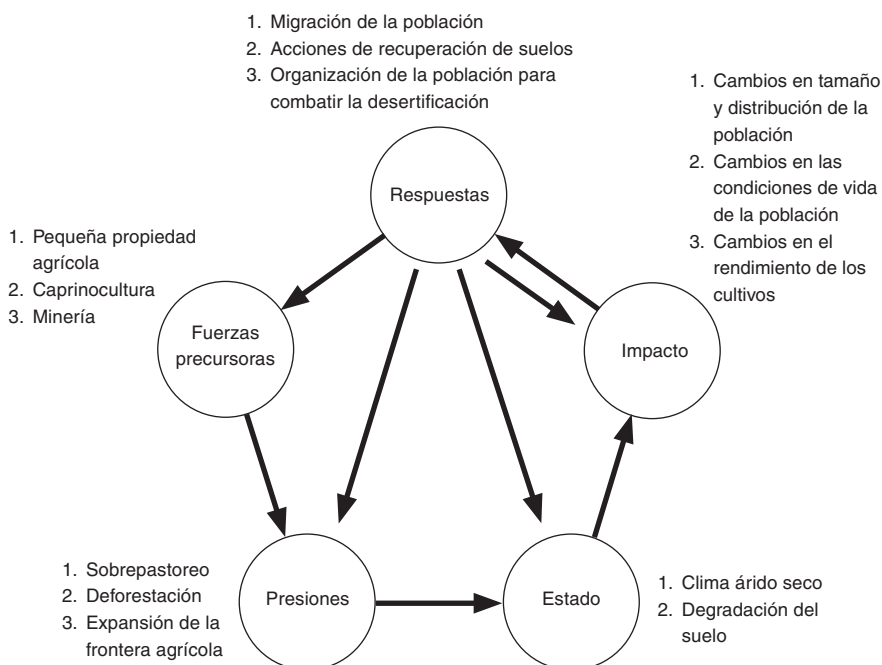 1. Migración de la población
2. Acciones de recuperación de suelos
3. Organización de la población para
combatir la desertificación
1. Cambios en tamaño
y distribución de la
población
2. Cambios en las
condiciones de vida
de la población
3. Cambios en el
rendimiento de los
cultivos
Respuestas
1. Pequeña propiedad
agrícola
2. Caprinocultura
3. Minería
Fuerzas
precursoras
Impacto
1. Sobrepastoreo
2. Deforestación
3. Expansión de la
frontera agrícola
Presiones
Estado
1. Clima árido seco
2. Degradación del
suelo